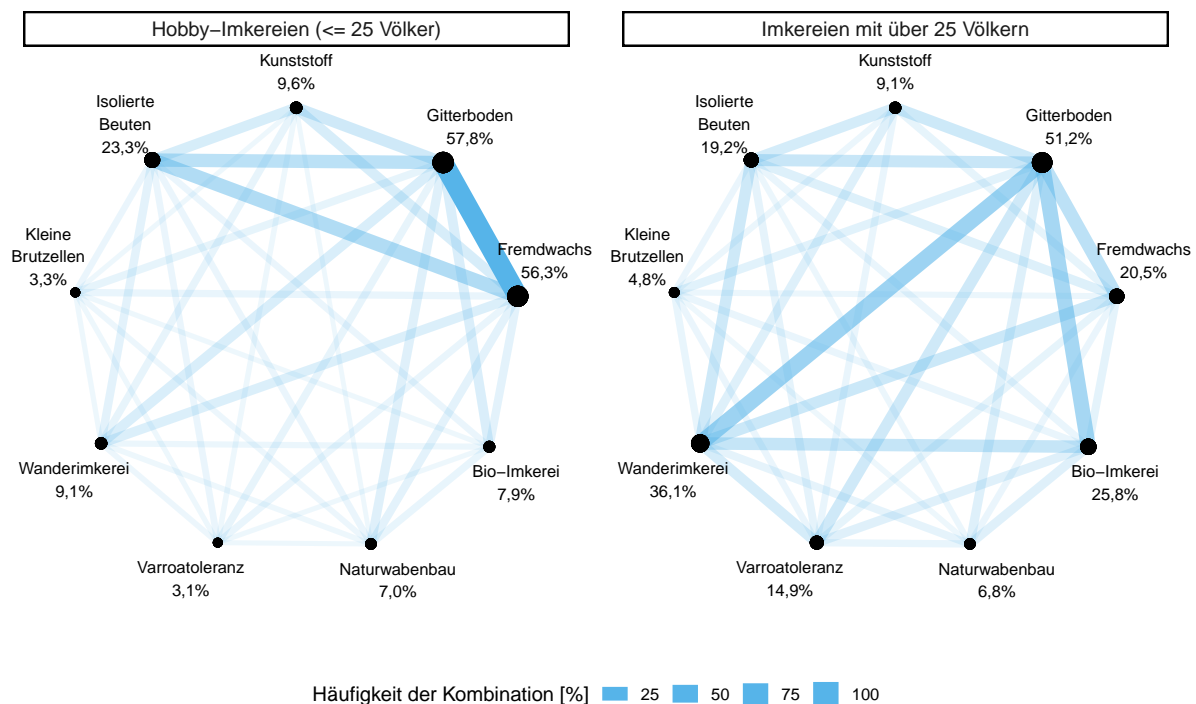 Hobby−Imkereien (<= 25 Völker)
Kunststoff
9,6%
Isolierte
Beuten
23,3%
Gitterboden
57,8%
Kleine
Brutzellen
3,3%
Fremdwachs
56,3%
Wanderimkerei
9,1%
Bio−Imkerei
7,9%
Varroatoleranz
3,1%
Naturwabenbau
7,0%
Imkereien mit über 25 Völkern
Kunststoff
9,1%
Isolierte
Beuten
19,2%
Gitterboden
51,2%
Kleine
Brutzellen
4,8%
Fremdwachs
20,5%
Wanderimkerei
36,1%
Bio−Imkerei
25,8%
Varroatoleranz
14,9%
Naturwabenbau
6,8%
Häufigkeit der Kombination [%] 25 50 75 100